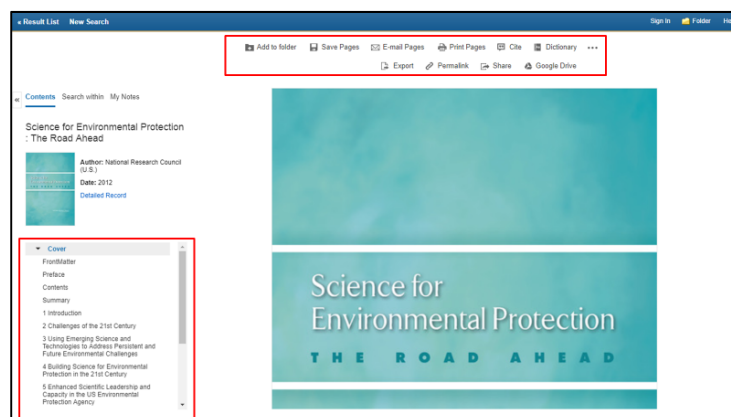 « Result List New Search Sign In Folder
Add to folder Save Pages E-mail Pages Print Pages Cite Dictionary •••
Export Permalink Share Google Drive
« Contents Search within My Notes
Science for Environmental Protection
: The Road Ahead
Author: National Research Council
(U.S.)
Date: 2012
Detailed Record
Cover
FrontMatter
Preface
Contents
Summary
1 Introduction
2 Challenges of the 21st Century
3 Using Emerging Science and
Technologies to Address Persistent and
Future Environmental Challenges
4 Building Science for Environmental
Protection in the 21st Century
5 Enhanced Scientific Leadership and
Capacity in the US Environmental
Protection Agency
Science for
Environmental Protection
THE ROAD AHEAD